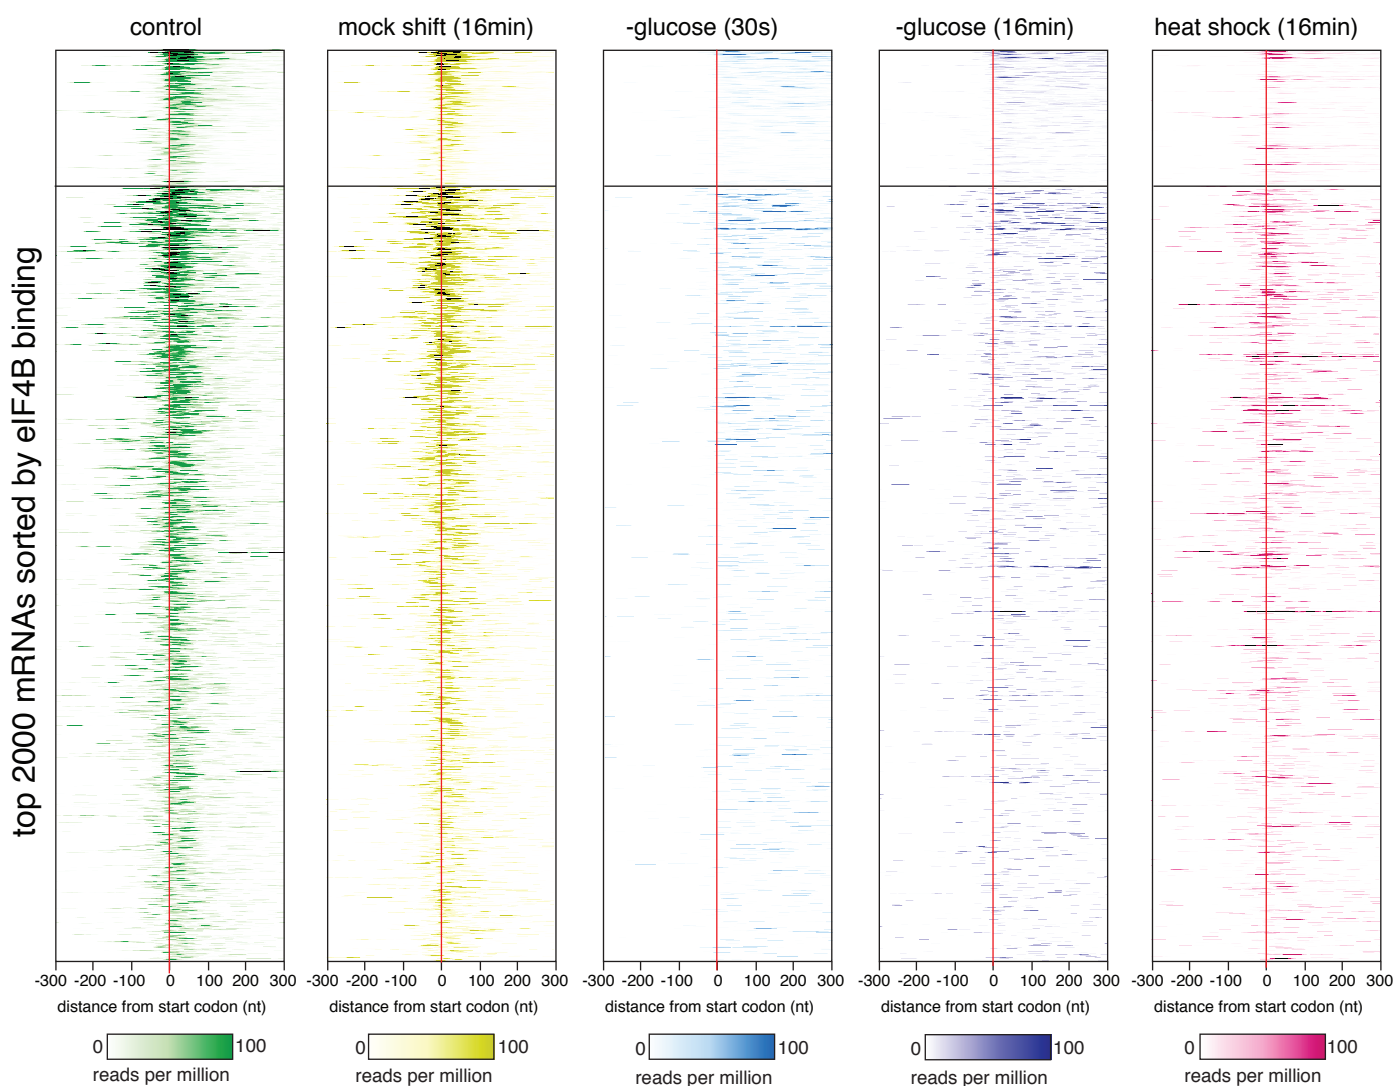 control
mock shift (16min)
-glucose (30s)
-glucose (16min)
heat shock (16min)
top 2000 mRNAs sorted by eIF4B binding
-300 -200 -100 0 100 200 300
-300 -200 -100 0 100 200 300
-300 -200 -100 0 100 200 300
-300 -200 -100 0 100 200 300
-300 -200 -100 0 100 200 300
distance from start codon (nt)
distance from start codon (nt)
distance from start codon (nt)
distance from start codon (nt)
distance from start codon (nt)
0 100
0 100
0 100
0 100
0 100
reads per million
reads per million
reads per million
reads per million
reads per million